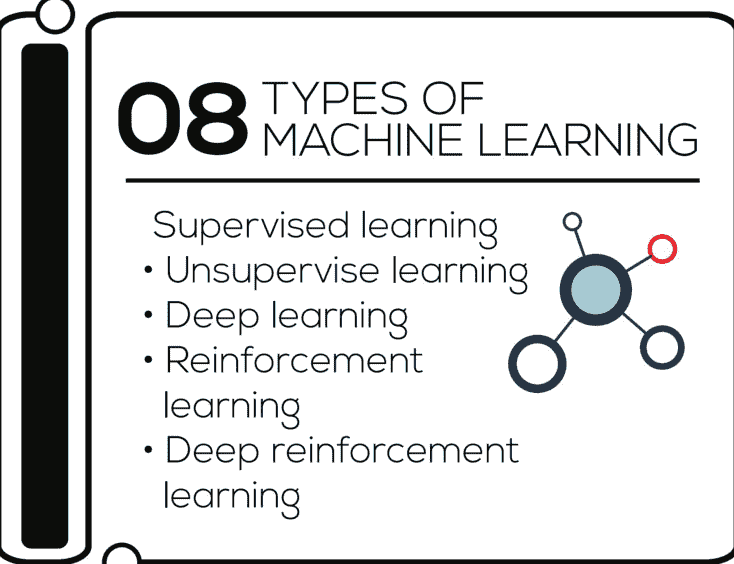 08 TYPES OF
MACHINE LEARNING
Supervised learning
• Unsupervise learning
• Deep learning
• Reinforcement
learning
• Deep reinforcement
learning